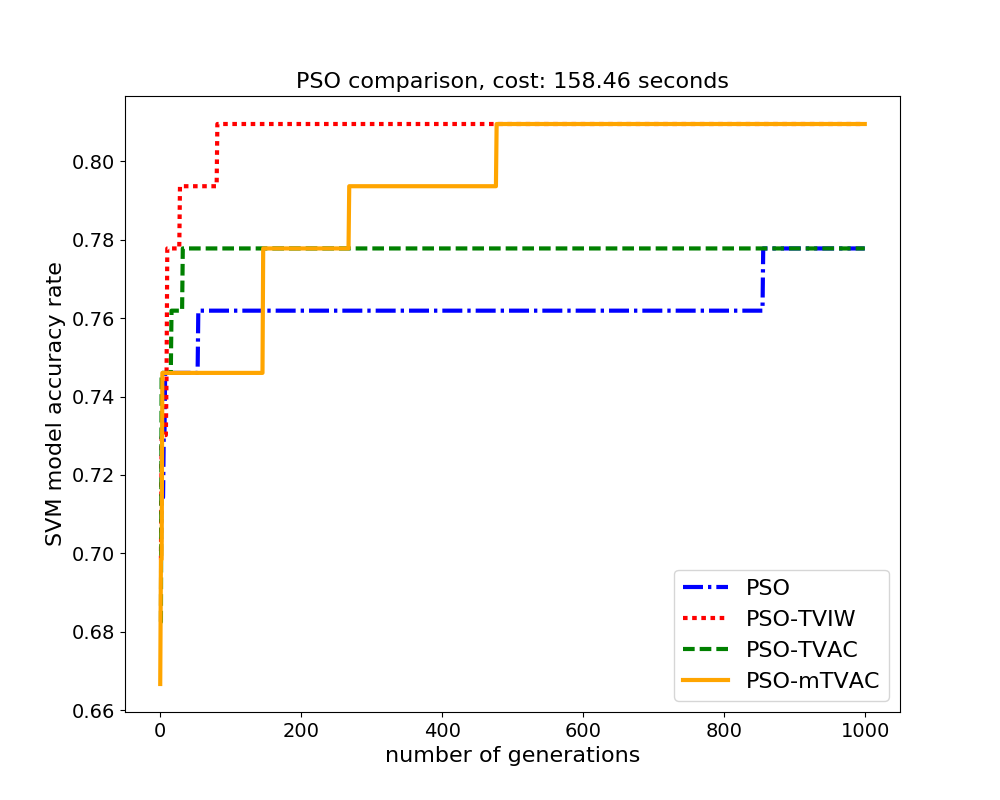 PSO comparison, cost: 158.46 seconds
SVM model accuracy rate
0.80
0.78
0.76
0.74
0.72
0.70
0.68
0.66
PSO
PSO-TVIW
PSO-TVAC
PSO-mTVAC
0 200 400 600 800 1000
number of generations